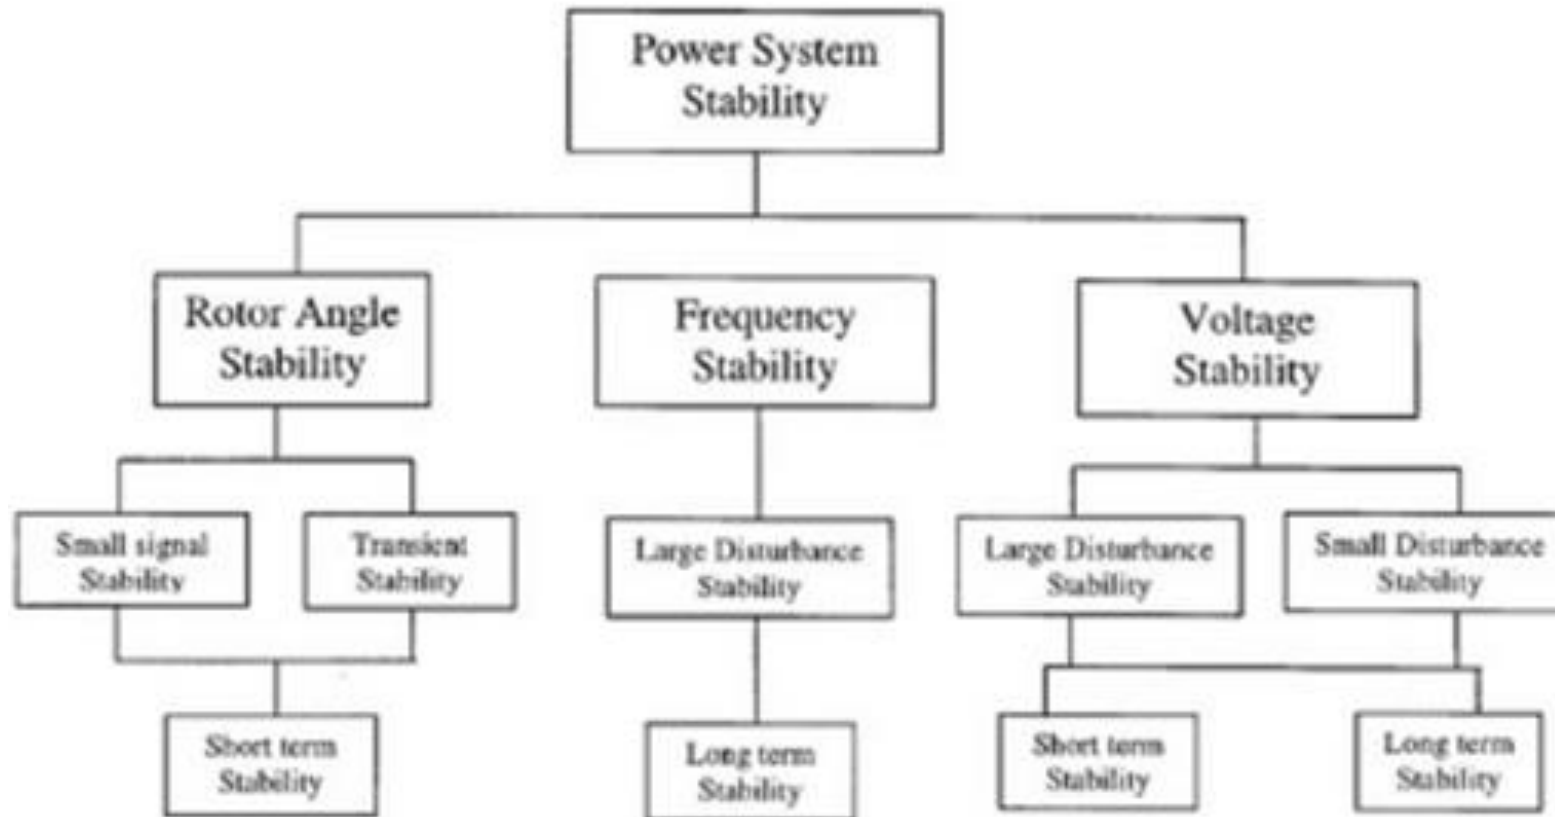 Power System
Stability
Rotor Angle
Stability
Frequency
Stability
Voltage
Stability
Small signal
Stability
Transient
Stability
Large Disturbance
Stability
Large Disturbance
Stability
Small Disturbance
Stability
Short term
Stability
Long term
Stability
Short term
Stability
Long term
Stability